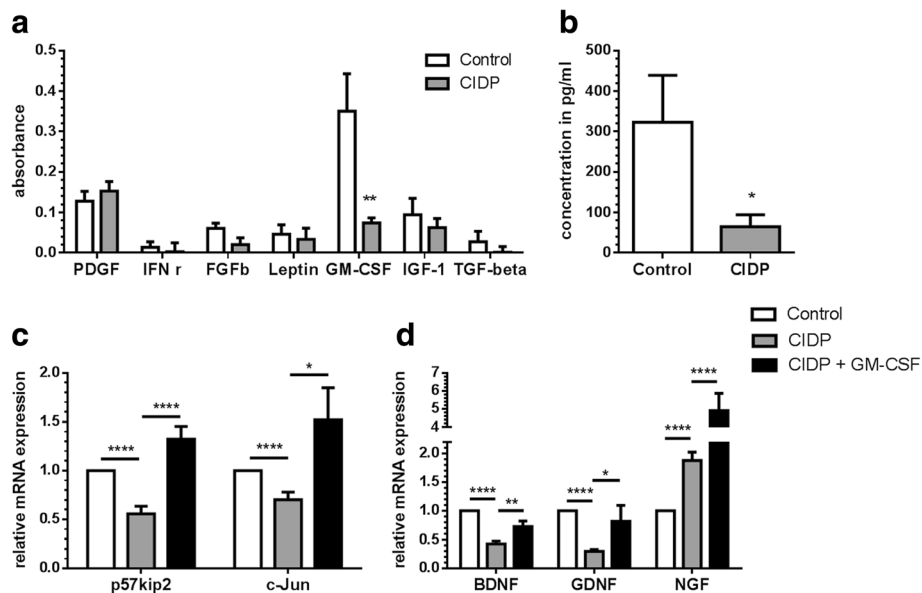 a
absorbance
0.5
0.4
0.3
0.2
0.1
0.0
Control
CIDP
**
PDGF IFN r FGFb Leptin GM-CSF IGF-1 TGF-beta
b
concentration in pg/ml
500
400
300
200
100
0
*
Control CIDP
Control
CIDP
CIDP + GM-CSF
c
relative mRNA expression
2.0
1.5
1.0
0.5
0.0
**** ****
**** *
p57kip2 c-Jun
d
relative mRNA expression
7
6
5
4
3
2.0
1.5
1.0
0.5
0.0
**** **
**** *
**** ****
BDNF GDNF NGF